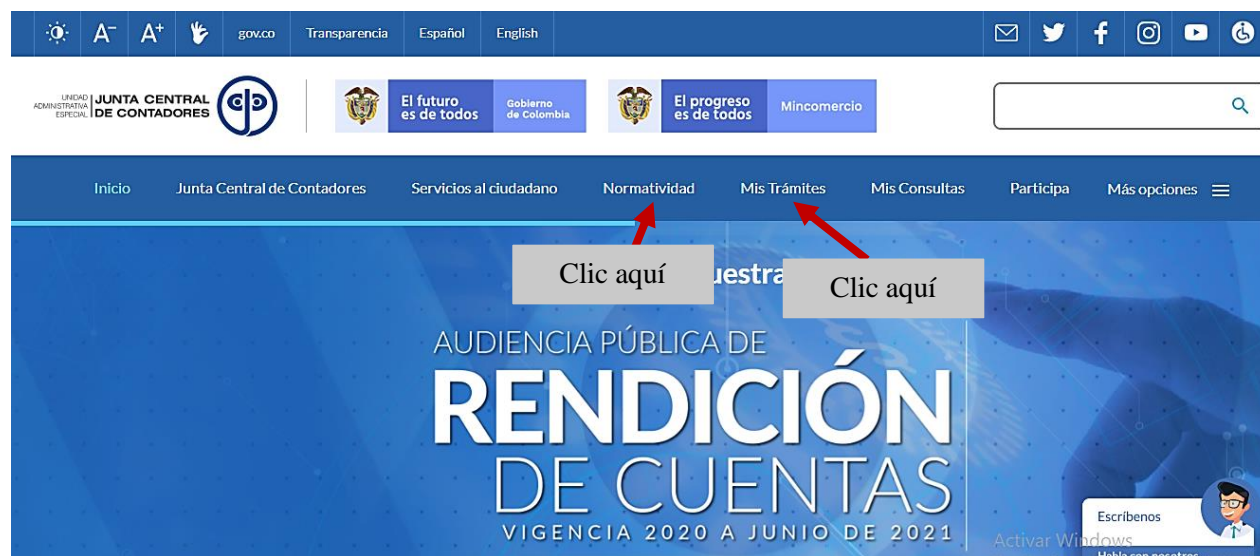 A- A+ gov.co Transparencia Español English
UNIDAD ADMINISTRATIVA ESPECIAL
JUNTA CENTRAL
DE CONTADORES
El futuro
es de todos
Gobierno
de Colombia
El progreso
es de todos
Mincomercio
Inicio Junta Central de Contadores Servicios al ciudadano Normatividad Mis Trámites Mis Consultas Participa Más opciones
Clic aquí
Clic aquí
AUDIENCIA PÚBLICA DE
RENDICIÓN
DE CUENTAS
VIGENCIA 2020 A JUNIO DE 2021
Escríbenos
Activar Windows
Habla con nosotros